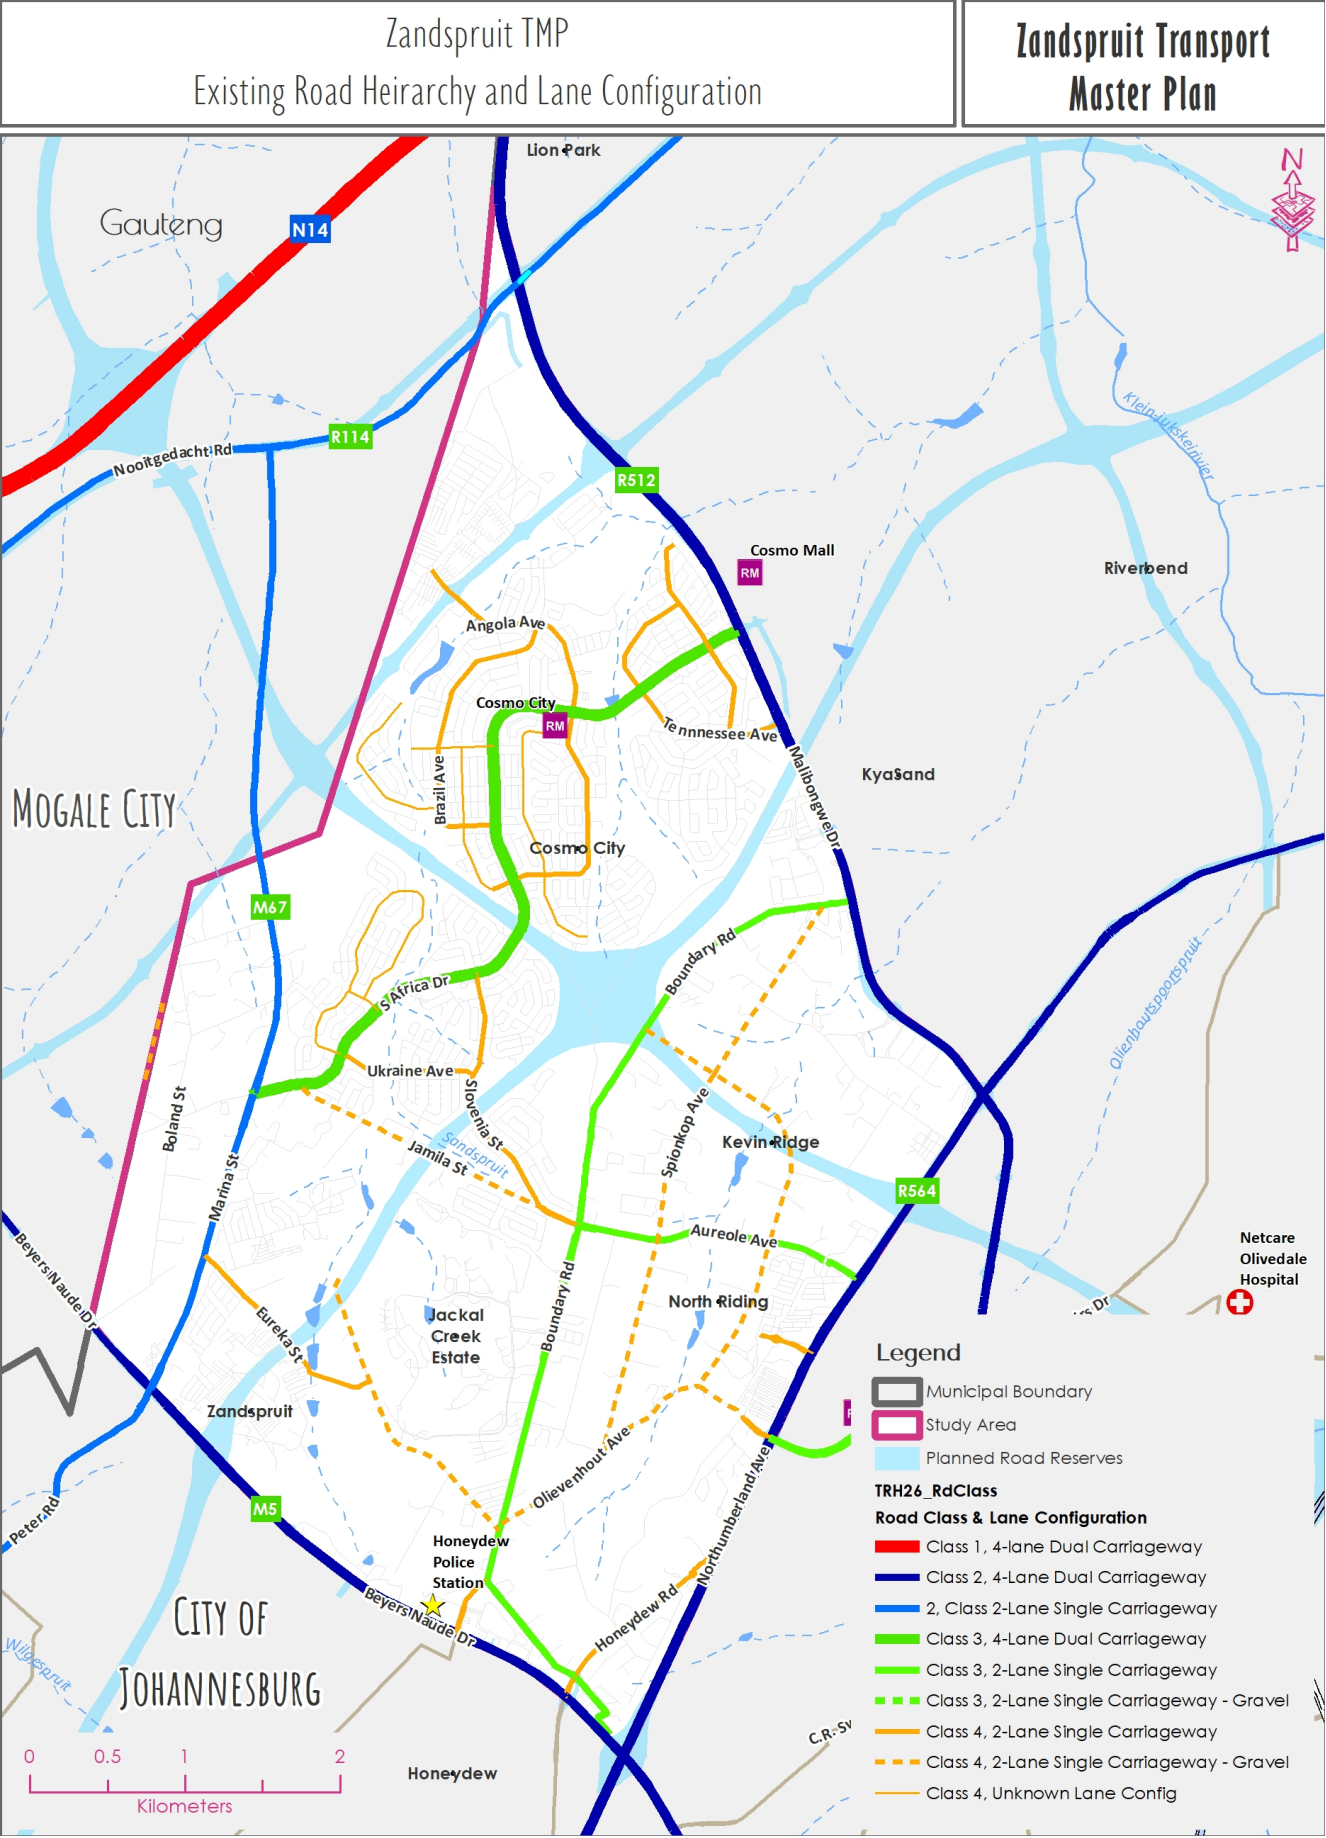 Zandspruit TMP
Existing Road Heirarchy and Lane Configuration
Zandspruit Transport
Master Plan
Lion Park
N
Gauteng
N14
R114
Nooitgedacht Rd
Klein-Jukskeirivier
R512
Cosmo Mall
RM
Riverbend
Angola Ave
Cosmo City
RM
Tennnessee Ave
Malibongwe Dr
KyaSand
Brazil Ave
MOGALE CITY
Cosmo City
M67
Boundary Rd
S Africa Dr
Olienhoutspoortspruit
Ukraine Ave
Boland St
Slovenia St
Spionkop Ave
Sandspruit
Jamila St
Kevin Ridge
Marina St
R564
Beyers Naude Dr
Aureole Ave
Netcare
Olivedale
Hospital
Boundary Rd
North Riding
rs Dr
Eureka St
Jackal
Creek
Estate
Zandspruit
Olievenhout Ave
Northumberland Ave
M5
Peter Rd
Honeydew
Police
Station
Beyers Naude Dr
Honeydew Rd
CITY OF
JOHANNESBURG
Wilgespruit
C.R. Sw
Honeydew
0 0.5 1 2
Kilometers
Legend
Municipal Boundary
Study Area
Planned Road Reserves
TRH26_RdClass
Road Class & Lane Configuration
Class 1, 4-lane Dual Carriageway
Class 2, 4-Lane Dual Carriageway
2, Class 2-Lane Single Carriageway
Class 3, 4-Lane Dual Carriageway
Class 3, 2-Lane Single Carriageway
Class 3, 2-Lane Single Carriageway - Gravel
Class 4, 2-Lane Single Carriageway
Class 4, 2-Lane Single Carriageway - Gravel
Class 4, Unknown Lane Config